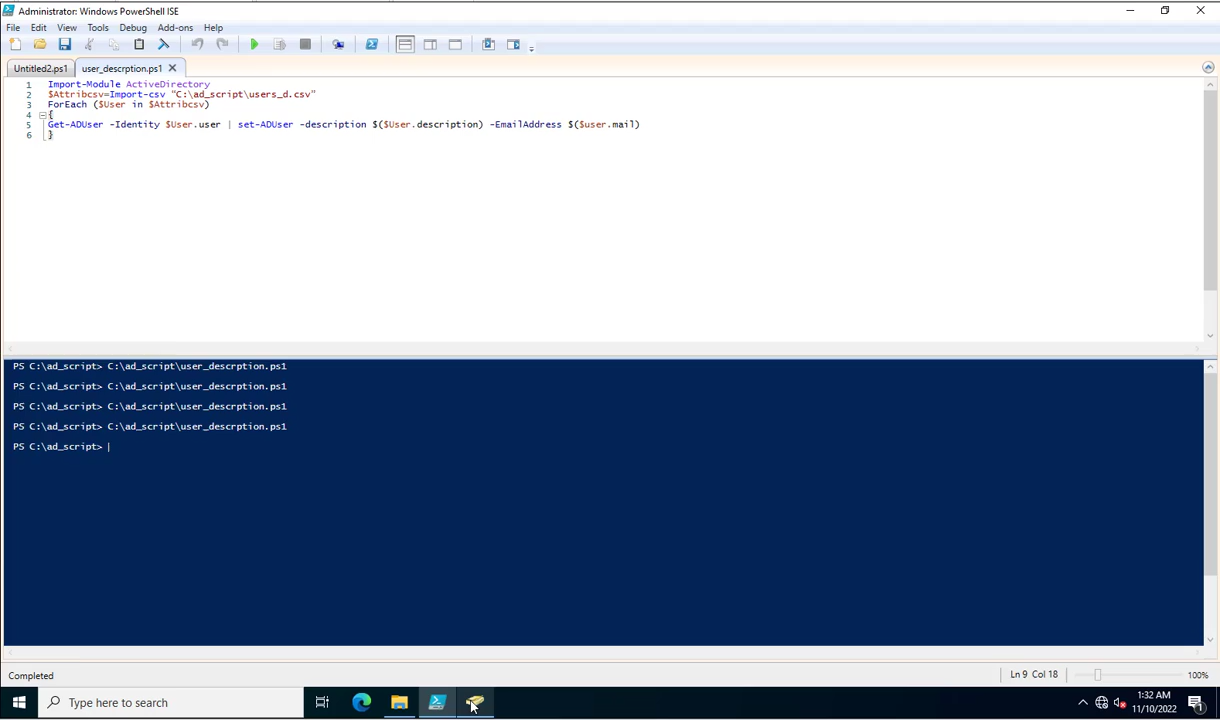 Administrator: Windows PowerShell ISE
File Edit View Tools Debug Add-ons Help
Untitled2.ps1 user_descrption.ps1
1 Import-Module ActiveDirectory
2 $Attribcsv=Import-csv "C:\ad_script\users_d.csv"
3 ForEach ($User in $Attribcsv)
4 {
5 Get-ADUser -Identity $User.user | set-ADUser -description $($User.description) -EmailAddress $($user.mail)
6 }
PS C:\ad_script> C:\ad_script\user_descrption.ps1
PS C:\ad_script> C:\ad_script\user_descrption.ps1
PS C:\ad_script> C:\ad_script\user_descrption.ps1
PS C:\ad_script> C:\ad_script\user_descrption.ps1
PS C:\ad_script>
Completed Ln 9 Col 18 100%
Type here to search
1:32 AM
11/10/2022
1